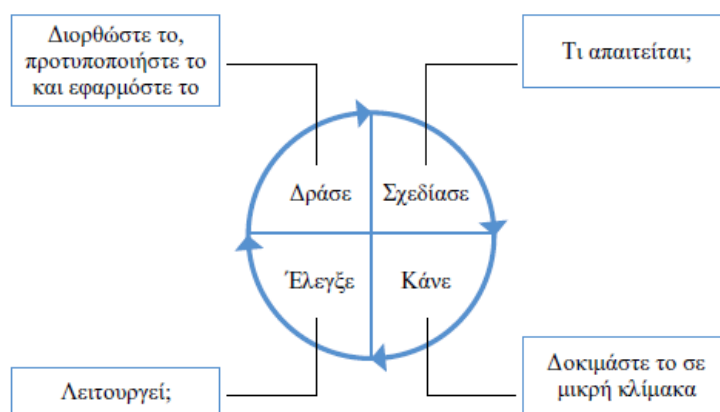 Διορθώστε το,
προτυποποιήστε το
και εφαρμόστε το
Τι απαιτείται;
Δράσε
Σχεδίασε
Έλεγξε
Κάνε
Λειτουργεί;
Δοκιμάστε το σε
μικρή κλίμακα